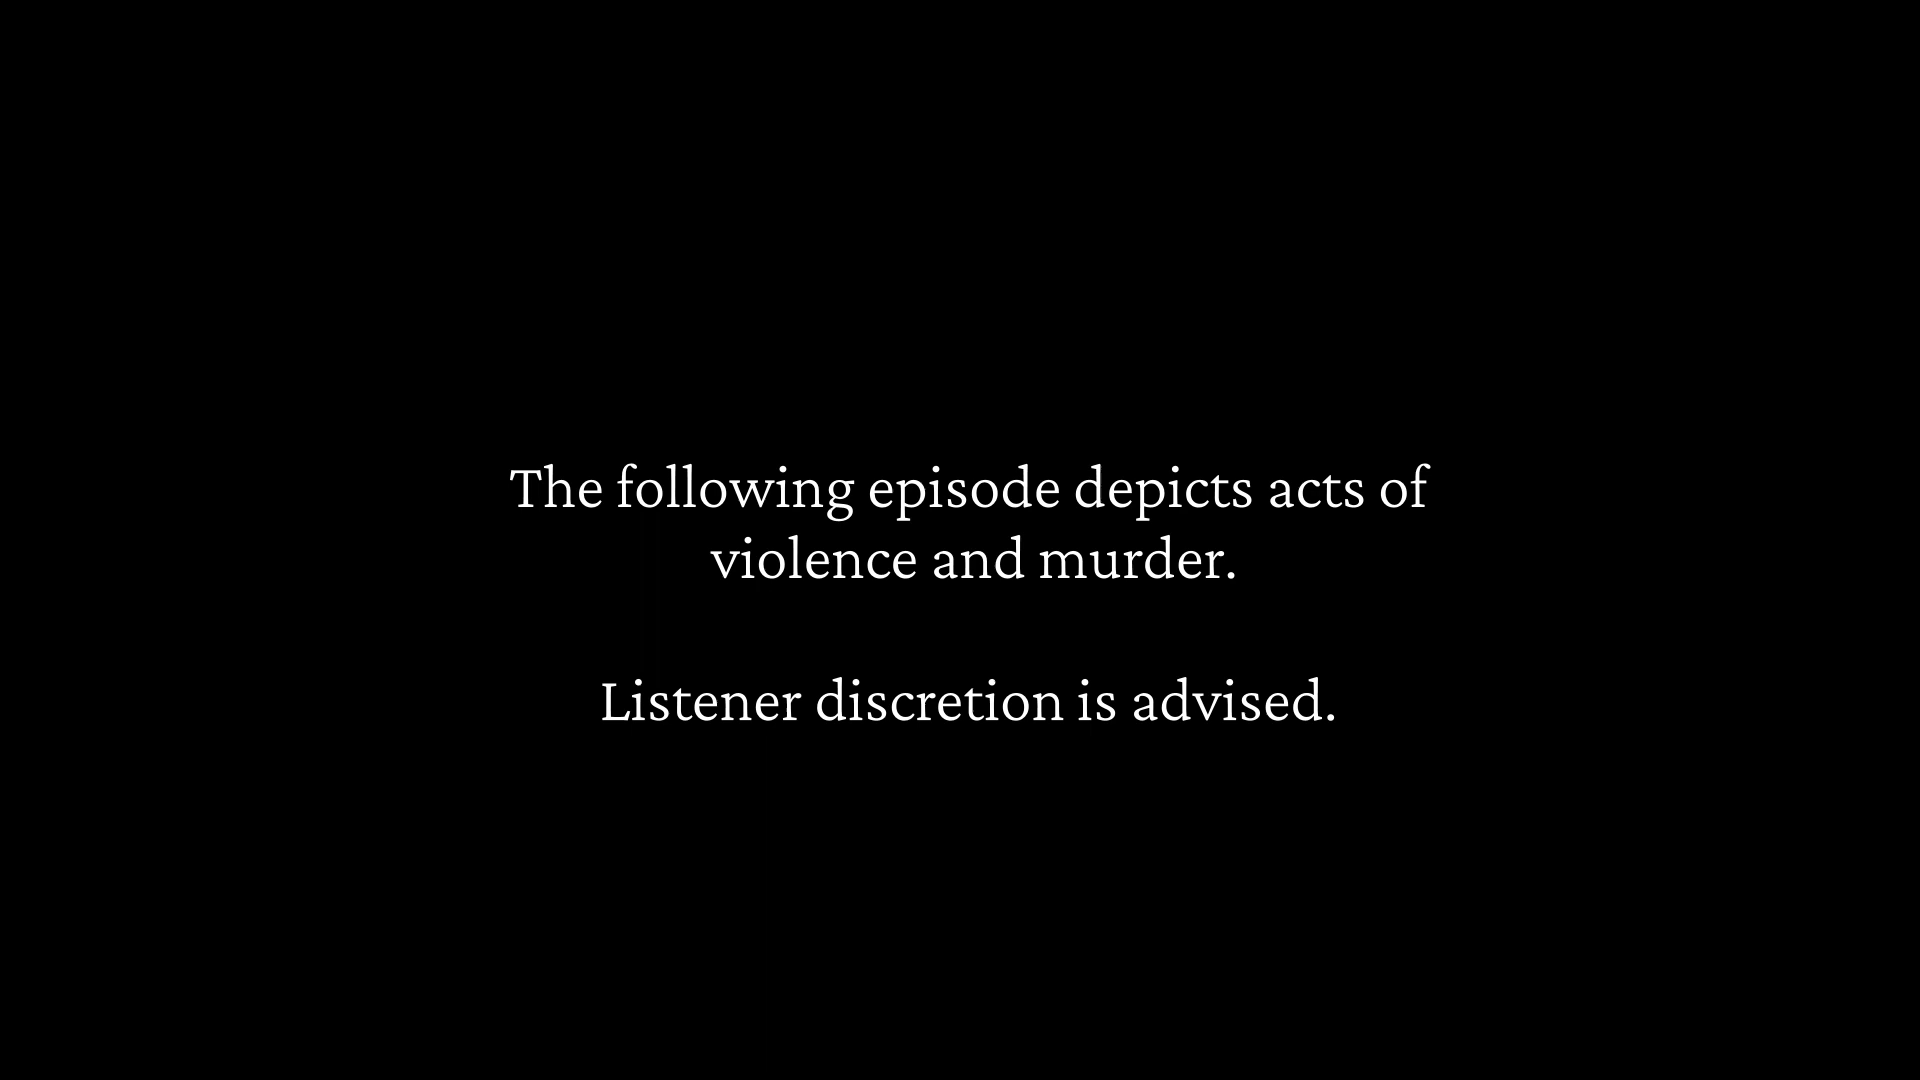 The following episode depicts acts of
violence and murder.
Listener discretion is advised.